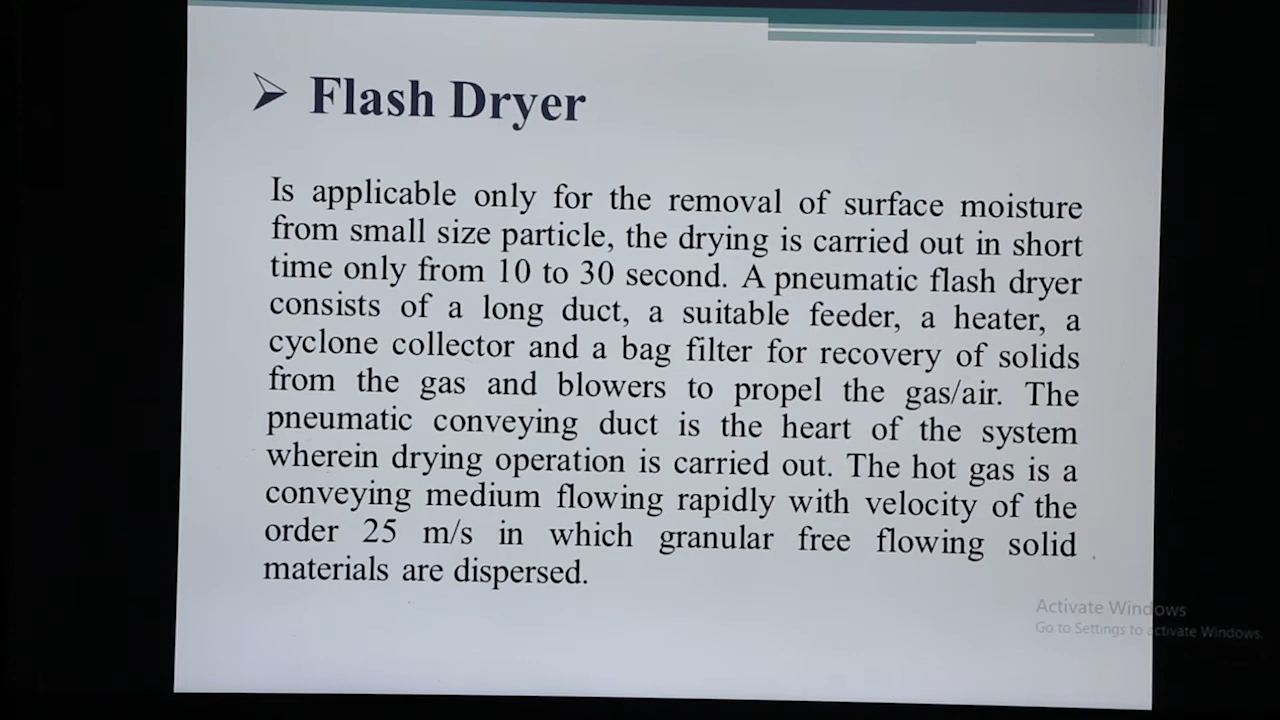 Flash Dryer
Is applicable only for the removal of surface moisture
from small size particle, the drying is carried out in short
time only from 10 to 30 second. A pneumatic flash dryer
consists of a long duct, a suitable feeder, a heater, a
cyclone collector and a bag filter for recovery of solids
from the gas and blowers to propel the gas/air. The
pneumatic conveying duct is the heart of the system
wherein drying operation is carried out. The hot gas is a
conveying medium flowing rapidly with velocity of the
order 25 m/s in which granular free flowing solid
materials are dispersed.
Activate Windows
Go to Settings to activate Windows.